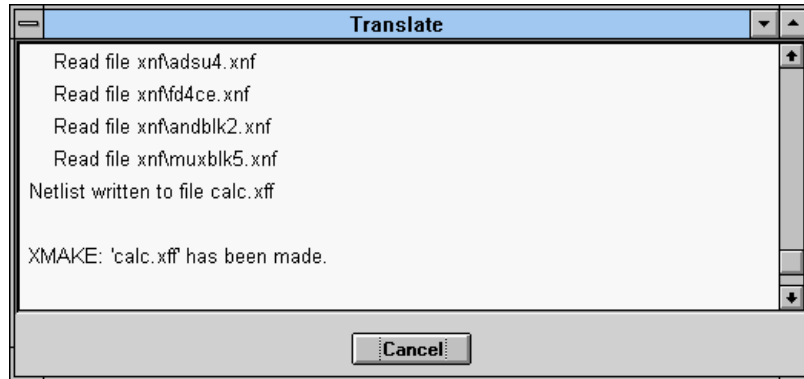 Translate
Read file xnf\adsu4.xnf
Read file xnf\fd4ce.xnf
Read file xnf\andblk2.xnf
Read file xnf\muxblk5.xnf
Netlist written to file calc.xff
XMAKE: 'calc.xff' has been made.
Cancel